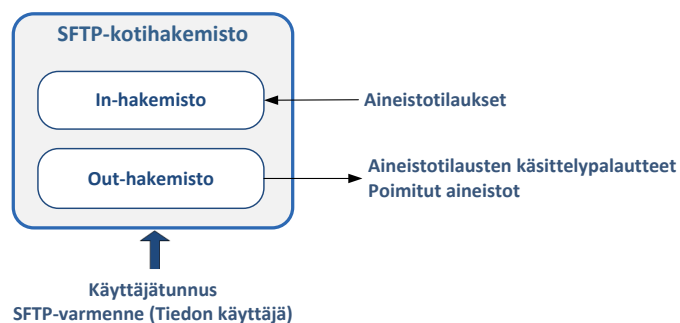 SFTP-kotihakemisto
In-hakemisto
Aineistotilaukset
Out-hakemisto
Aineistotilausten käsittelypalautteet
Poimitut aineistot
Käyttäjätunnus
SFTP-varmenne (Tiedon käyttäjä)